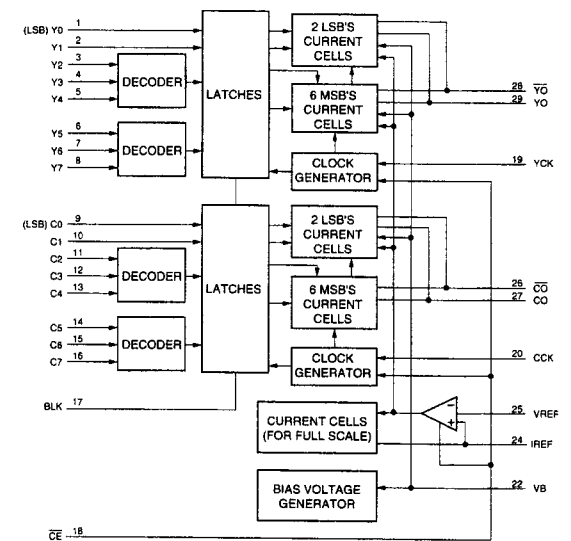 (LSB) Y0 1
Y1 2
Y2 3
Y3 4
Y4 5
DECODER
Y5 6
Y6 7
Y7 8
DECODER
LATCHES
2 LSB'S
CURRENT
CELLS
6 MSB'S
CURRENT
CELLS
CLOCK
GENERATOR
28 YO
29 YO
19 YCK
(LSB) C0 9
C1 10
C2 11
C3 12
C4 13
DECODER
C5 14
C6 15
C7 16
DECODER
LATCHES
2 LSB'S
CURRENT
CELLS
6 MSB'S
CURRENT
CELLS
CLOCK
GENERATOR
26 CO
27 CO
20 CCK
BLK 17
CURRENT CELLS
(FOR FULL SCALE)
- +
25 VREF
24 IREF
BIAS VOLTAGE
GENERATOR
22 VB
CE 18